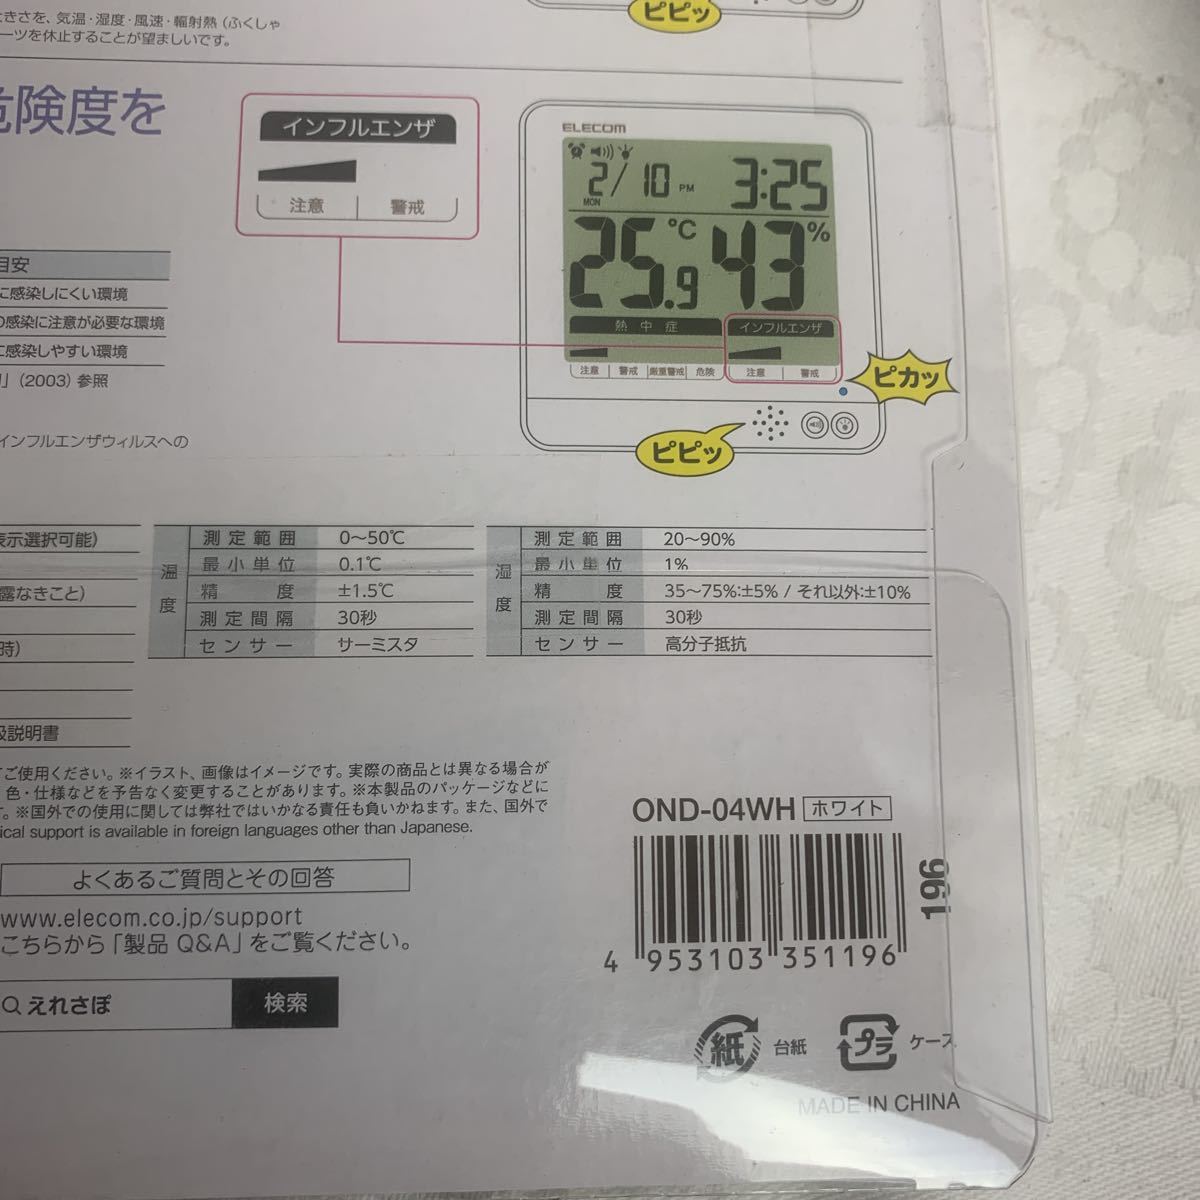 きさを、気温・湿度・風速・輻射熱(ふくしゃ
ーツを休止することが望ましいです。
ピピッ
危険度を
インフルエンザ
注意 警戒
ELECOM
2/10 PM 3:25
MON
25.9℃ 43%
熱中症 インフルエンザ
注意 警戒 厳重警戒 危険 注意 警戒
ピカッ
ピピッ
目安
に感染しにくい環境
の感染に注意が必要な環境
に感染しやすい環境
」(2003)参照
インフルエンザウィルスへの
表示選択可能)
露なきこと)
時)
扱説明書
温度
測定範囲 0〜50℃
最小単位 0.1℃
精度 ±1.5℃
測定間隔 30秒
センサー サーミスタ
湿度
測定範囲 20〜90%
最小単位 1%
精度 35〜75%:±5% / それ以外:±10%
測定間隔 30秒
センサー 高分子抵抗
てご使用ください。※イラスト、画像はイメージです。実際の商品とは異なる場合が
色・仕様などを予告なく変更することがあります。※本製品のパッケージなどに
。※国外での使用に関しては弊社ではいかなる責任も負いかねます。また、国外で
ical support is available in foreign languages other than Japanese.
よくあるご質問とその回答
www.elecom.co.jp/support
こちらから「製品 Q&A」をご覧ください。
えれさぽ 検索
OND-04WH ホワイト
196
4 953103 351196
紙 台紙 プラ ケース
MADE IN CHINA